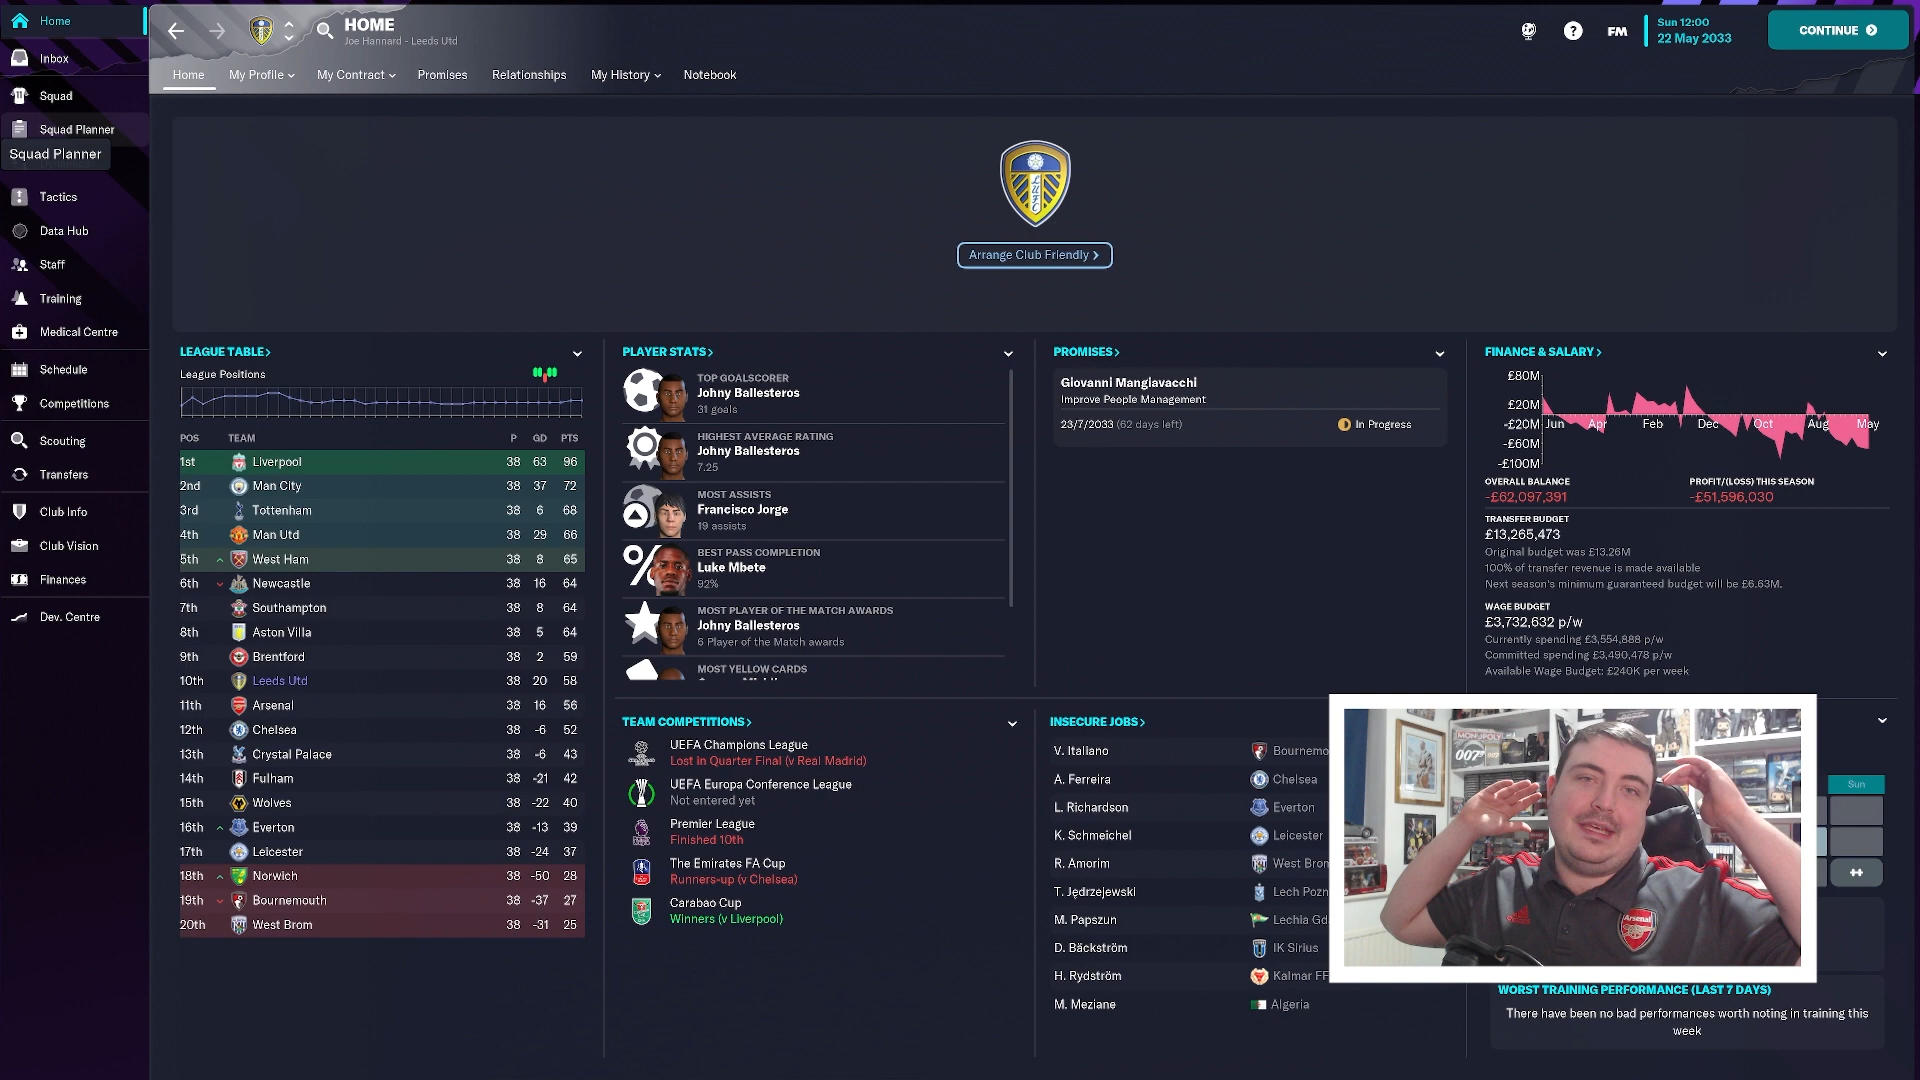 Home
Inbox
Squad
Squad Planner
Squad Planner
Tactics
Data Hub
Staff
Training
Medical Centre
Schedule
Competitions
Scouting
Transfers
Club Info
Club Vision
Finances
Dev. Centre
HOME
Joe Hannard - Leeds Utd
FM
Sun 12:00
22 May 2033
CONTINUE
Home
My Profile
My Contract
Promises
Relationships
My History
Notebook
Arrange Club Friendly >
LEAGUE TABLE>
League Positions
POS TEAM P GD PTS
1st Liverpool 38 63 96
2nd Man City 38 37 72
3rd Tottenham 38 6 68
4th Man Utd 38 29 66
5th West Ham 38 8 65
6th Newcastle 38 16 64
7th Southampton 38 8 64
8th Aston Villa 38 5 64
9th Brentford 38 2 59
10th Leeds Utd 38 20 58
11th Arsenal 38 16 56
12th Chelsea 38 -6 52
13th Crystal Palace 38 -6 43
14th Fulham 38 -21 42
15th Wolves 38 -22 40
16th Everton 38 -13 39
17th Leicester 38 -24 37
18th Norwich 38 -50 28
19th Bournemouth 38 -37 27
20th West Brom 38 -31 25
PLAYER STATS>
TOP GOALSCORER
Johny Ballesteros
31 goals
HIGHEST AVERAGE RATING
Johny Ballesteros
7.25
MOST ASSISTS
Francisco Jorge
19 assists
BEST PASS COMPLETION
Luke Mbete
92%
MOST PLAYER OF THE MATCH AWARDS
Johny Ballesteros
6 Player of the Match awards
MOST YELLOW CARDS
PROMISES>
Giovanni Mangiavacchi
Improve People Management
23/7/2033 (62 days left)
In Progress
FINANCE & SALARY>
£80M
£20M
-£20M
-£60M
-£100M
Jun Apr Feb Dec Oct Aug May
OVERALL BALANCE
-£62,097,391
PROFIT/(LOSS) THIS SEASON
-£51,596,030
TRANSFER BUDGET
£13,265,473
Original budget was £13.26M
100% of transfer revenue is made available
Next season's minimum guaranteed budget will be £6.63M.
WAGE BUDGET
£3,732,632 p/w
Currently spending £3,554,888 p/w
Committed spending £3,490,478 p/w
Available Wage Budget: £240K per week
TEAM COMPETITIONS>
UEFA Champions League
Lost in Quarter Final (v Real Madrid)
UEFA Europa Conference League
Not entered yet
Premier League
Finished 10th
The Emirates FA Cup
Runners-up (v Chelsea)
Carabao Cup
Winners (v Liverpool)
INSECURE JOBS>
V. Italiano Bournemo
A. Ferreira Chelsea
L. Richardson Everton
K. Schmeichel Leicester
R. Amorim West Brom
T. Jędrzejewski Lech Pozn
M. Papszun Lechia Gd
D. Bäckström IK Sirius
H. Rydström Kalmar FF
M. Meziane Algeria
Sun
MONOPOLY
007
Arsenal
WORST TRAINING PERFORMANCE (LAST 7 DAYS)
There have been no bad performances worth noting in training this
week